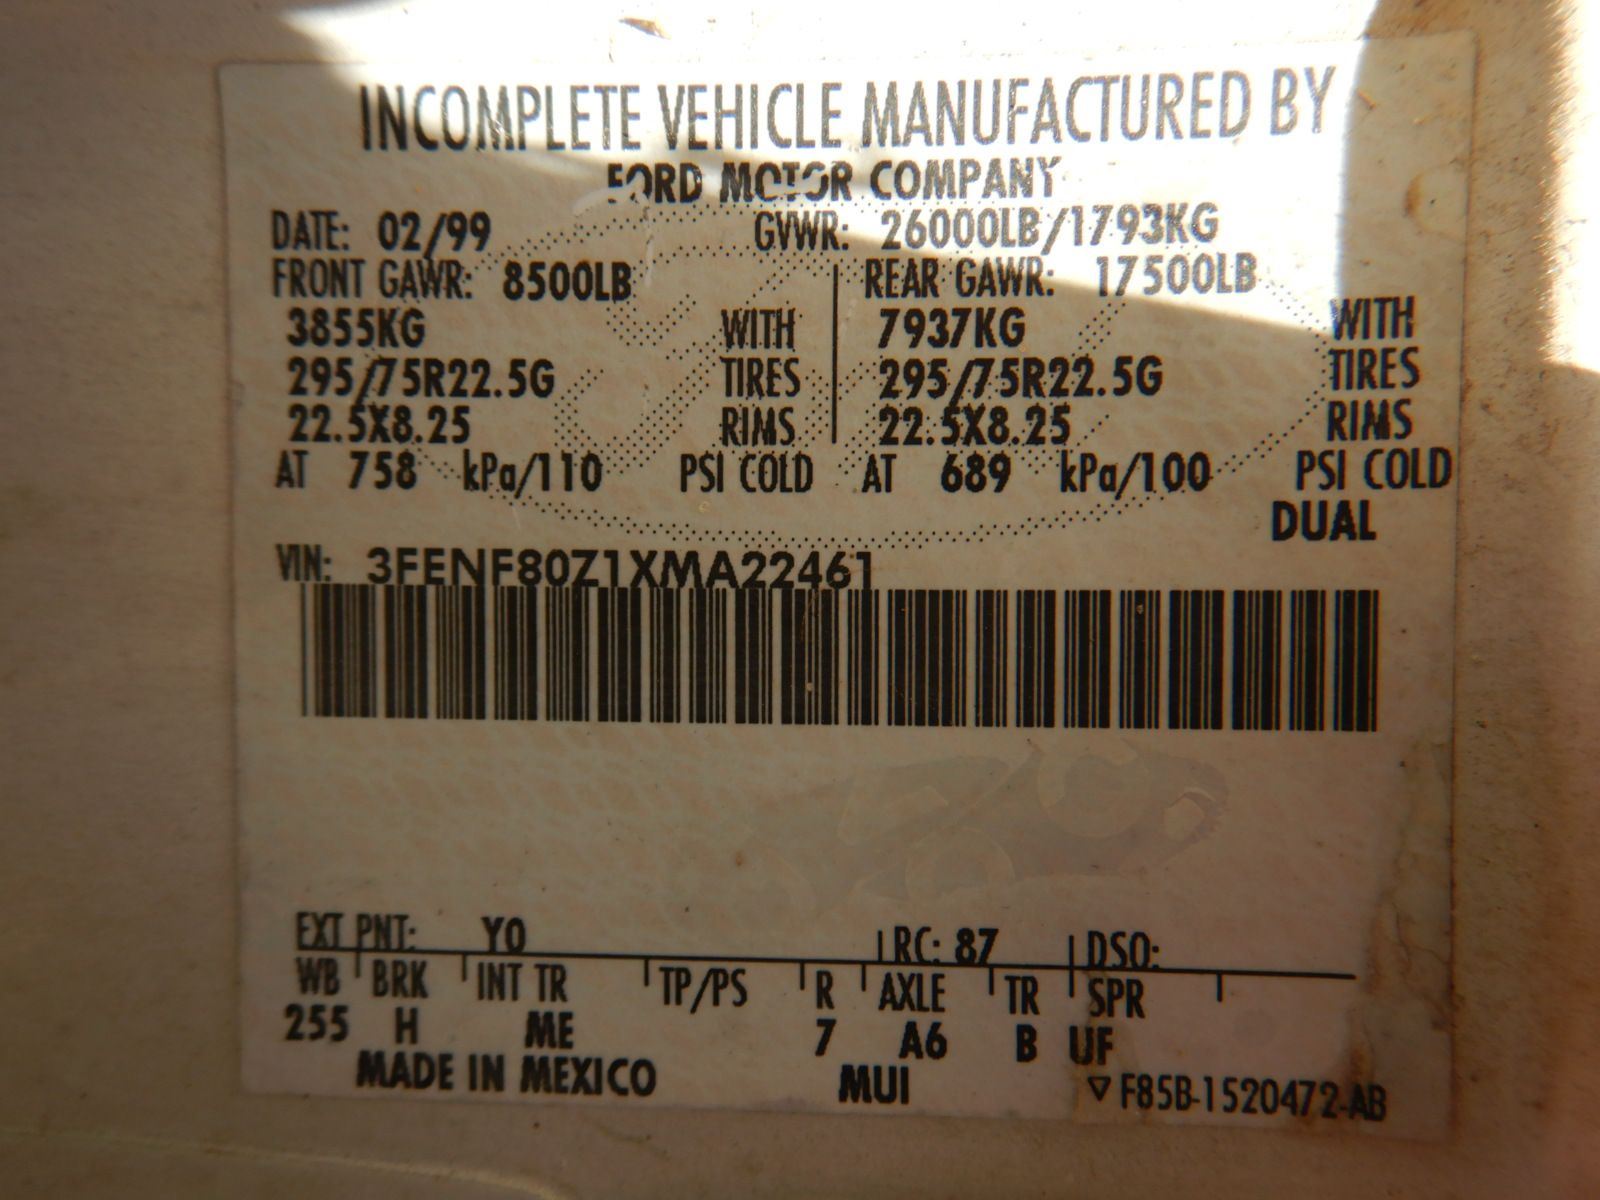 INCOMPLETE VEHICLE MANUFACTURED BY
FORD MOTOR COMPANY
DATE: 02/99 GVWR: 26000LB/1793KG
FRONT GAWR: 8500LB REAR GAWR: 17500LB
3855KG WITH 7937KG WITH
295/75R22.5G TIRES 295/75R22.5G TIRES
22.5X8.25 RIMS 22.5X8.25 RIMS
AT 758 kPa/110 PSI COLD AT 689 kPa/100 PSI COLD
DUAL
VIN: 3FENF80Z1XMA22461
EXT PNT: YO RC: 87 DSO:
WB BRK INT TR TP/PS R AXLE TR SPR
255 H ME 7 A6 B UF
MADE IN MEXICO MUI ▽ F85B-1520472-AB